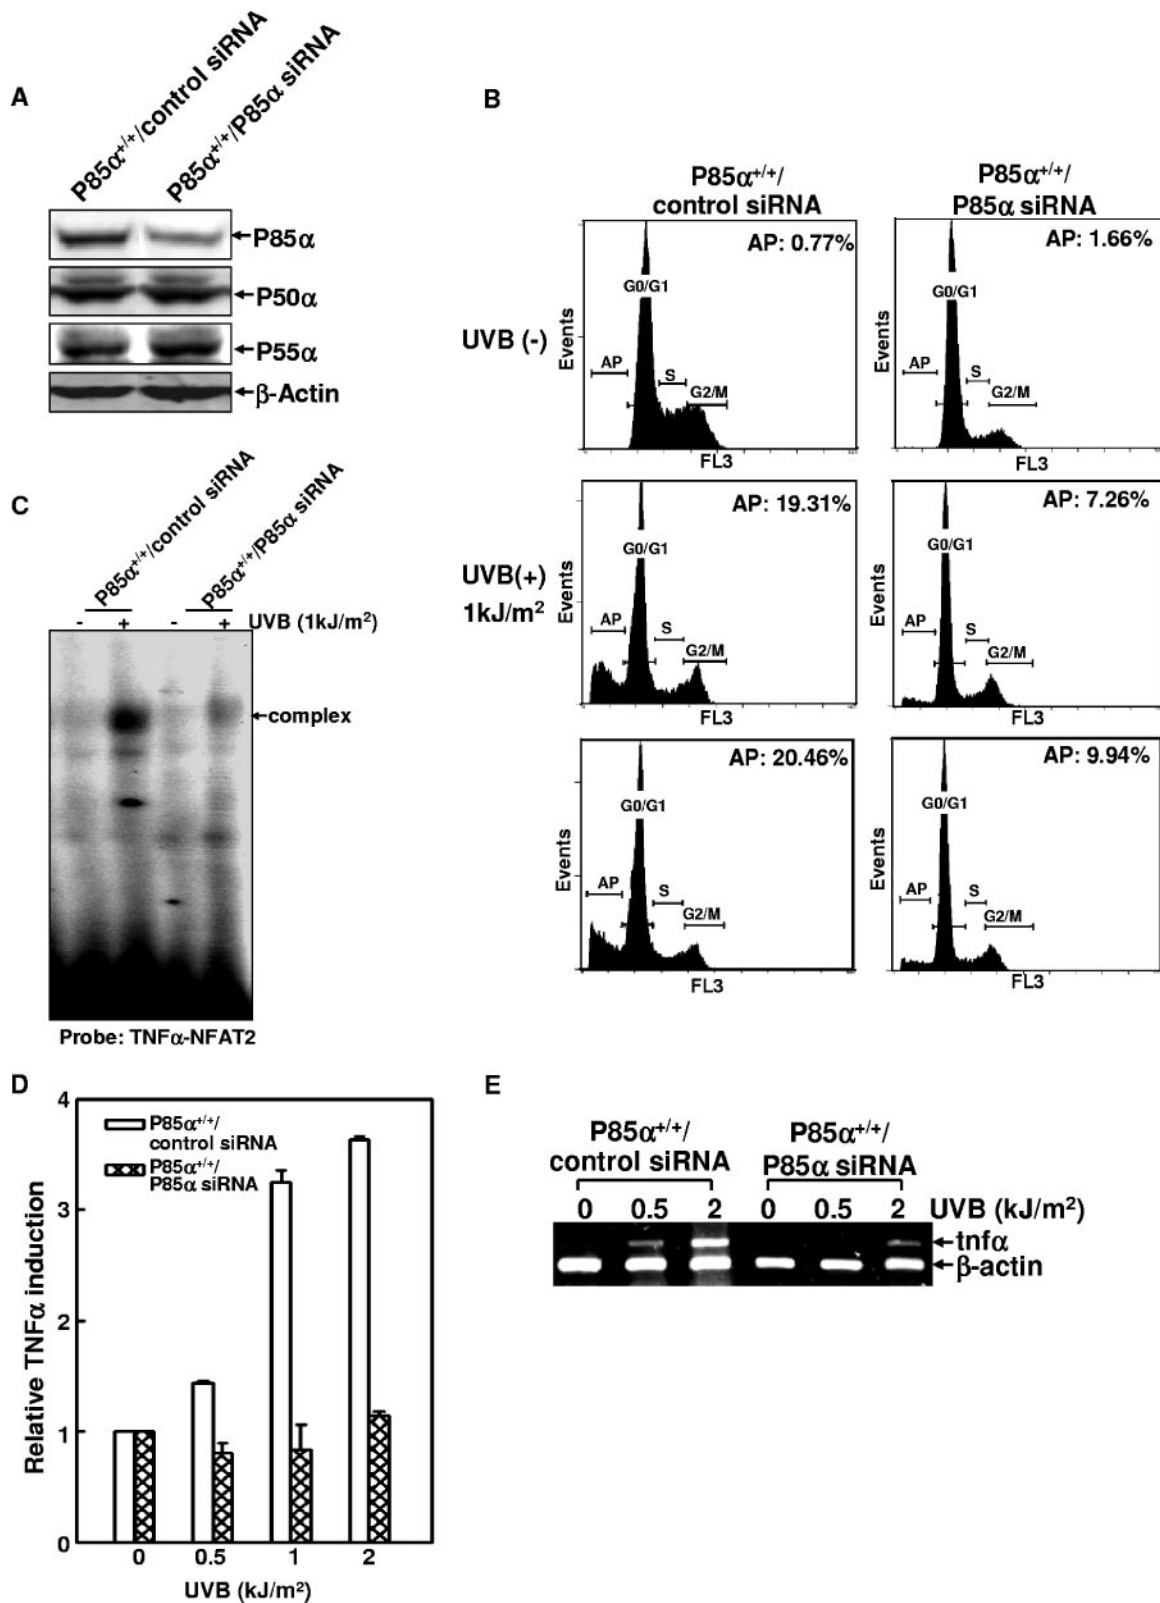 A
P85α+/+/control siRNA
P85α+/+/P85α siRNA
P85α
P50α
P55α
β-Actin
B
P85α+/+/
control siRNA
P85α+/+/
P85α siRNA
UVB (-)
AP: 0.77%
G0/G1
AP
S
G2/M
Events
FL3
AP: 1.66%
G0/G1
AP
S
G2/M
Events
FL3
UVB(+)
1kJ/m²
AP: 19.31%
G0/G1
AP
S
G2/M
Events
FL3
AP: 7.26%
G0/G1
AP
S
G2/M
Events
FL3
AP: 20.46%
G0/G1
AP
S
G2/M
Events
FL3
AP: 9.94%
G0/G1
AP
S
G2/M
Events
FL3
C
P85α+/+/control siRNA
P85α+/+/P85α siRNA
- + - + UVB (1kJ/m²)
complex
Probe: TNFα-NFAT2
D
4
3
2
1
0
Relative TNFα induction
P85α+/+/
control siRNA
P85α+/+/
P85α siRNA
0 0.5 1 2
UVB (kJ/m²)
E
P85α+/+/
control siRNA
P85α+/+/
P85α siRNA
0 0.5 2 0 0.5 2 UVB (kJ/m²)
tnfα
β-actin